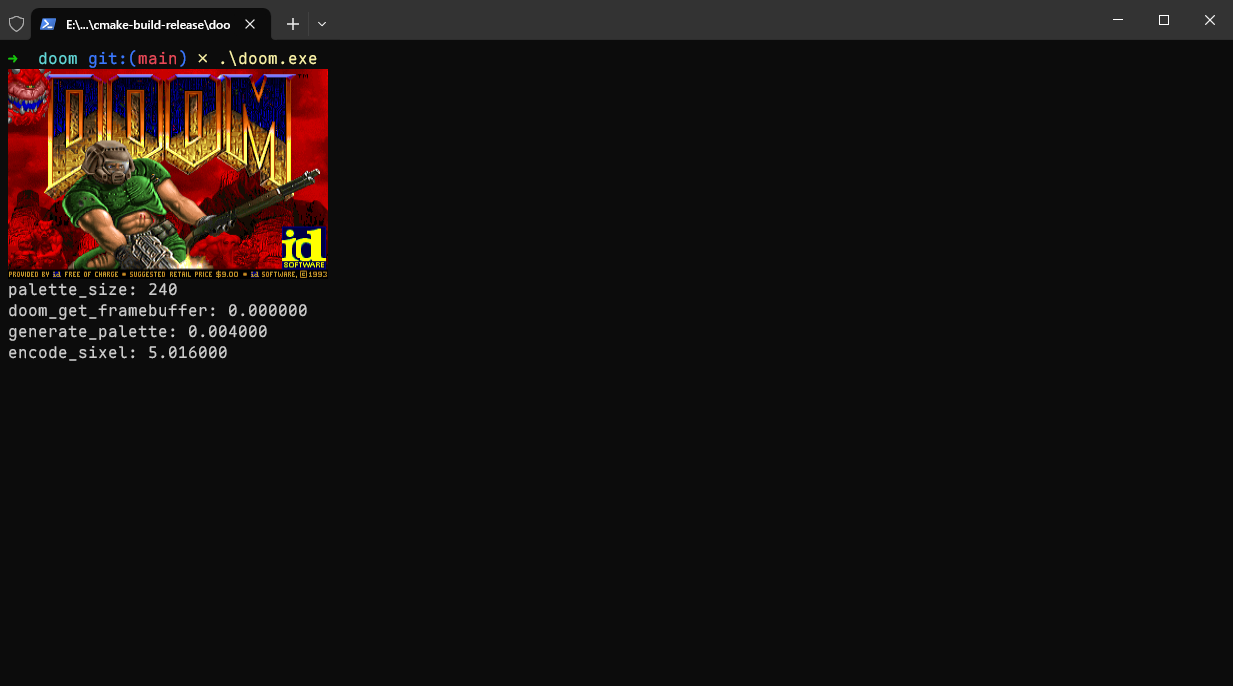 E:\...\cmake-build-release\doo
➜ doom git:(main) × .\doom.exe
DOOM
id
SOFTWARE
PROVIDED BY id FREE OF CHARGE * SUGGESTED RETAIL PRICE $9.00 * id SOFTWARE, ©1993
palette_size: 240
doom_get_framebuffer: 0.000000
generate_palette: 0.004000
encode_sixel: 5.016000